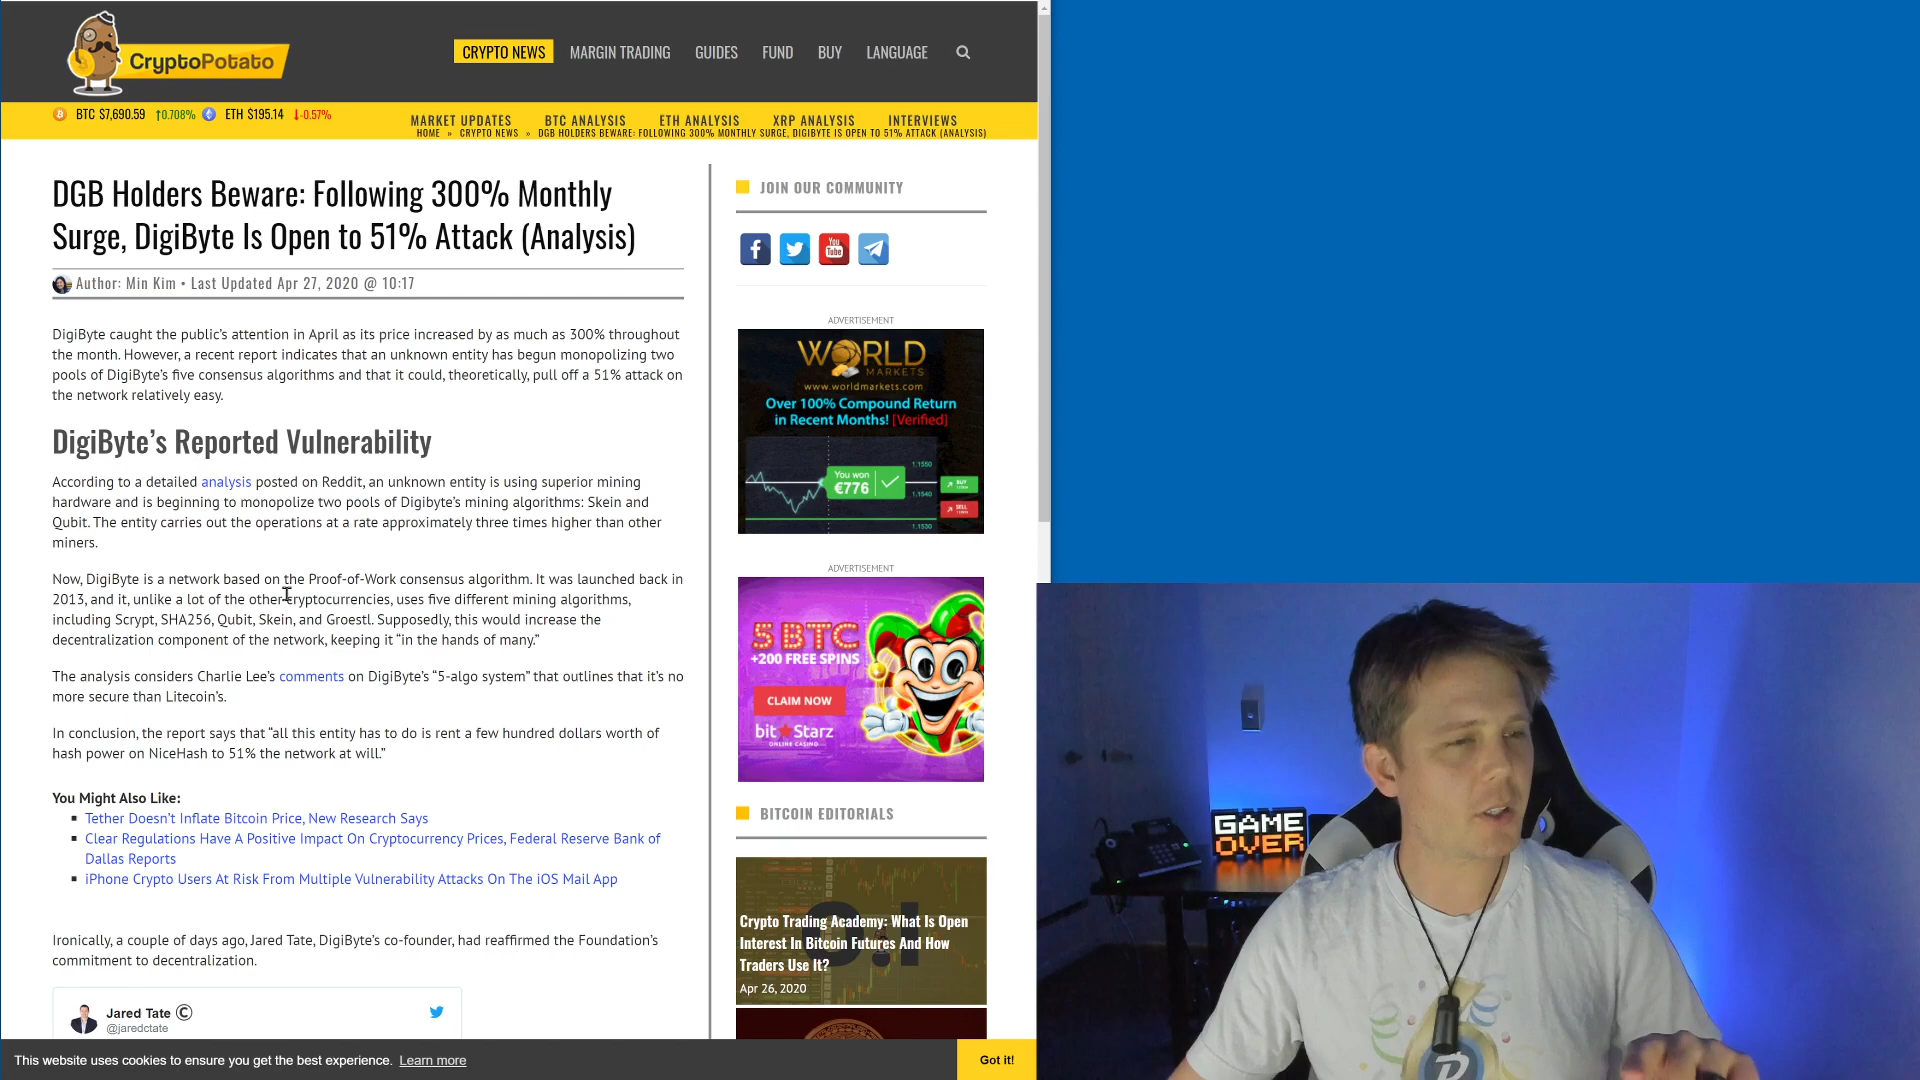 CryptoPotato
CRYPTO NEWS MARGIN TRADING GUIDES FUND BUY LANGUAGE
BTC $7,690.59 ↑0.708% ETH $195.14 ↓-0.57%
MARKET UPDATES BTC ANALYSIS ETH ANALYSIS XRP ANALYSIS INTERVIEWS
HOME » CRYPTO NEWS » DGB HOLDERS BEWARE: FOLLOWING 300% MONTHLY SURGE, DIGIBYTE IS OPEN TO 51% ATTACK (ANALYSIS)
DGB Holders Beware: Following 300% Monthly
Surge, DigiByte Is Open to 51% Attack (Analysis)
Author: Min Kim • Last Updated Apr 27, 2020 @ 10:17
DigiByte caught the public’s attention in April as its price increased by as much as 300% throughout
the month. However, a recent report indicates that an unknown entity has begun monopolizing two
pools of DigiByte’s five consensus algorithms and that it could, theoretically, pull off a 51% attack on
the network relatively easy.
DigiByte’s Reported Vulnerability
According to a detailed analysis posted on Reddit, an unknown entity is using superior mining
hardware and is beginning to monopolize two pools of Digibyte’s mining algorithms: Skein and
Qubit. The entity carries out the operations at a rate approximately three times higher than other
miners.
Now, DigiByte is a network based on the Proof-of-Work consensus algorithm. It was launched back in
2013, and it, unlike a lot of the other cryptocurrencies, uses five different mining algorithms,
including Scrypt, SHA256, Qubit, Skein, and Groestl. Supposedly, this would increase the
decentralization component of the network, keeping it “in the hands of many.”
The analysis considers Charlie Lee’s comments on DigiByte’s “5-algo system” that outlines that it’s no
more secure than Litecoin’s.
In conclusion, the report says that “all this entity has to do is rent a few hundred dollars worth of
hash power on NiceHash to 51% the network at will.”
You Might Also Like:
Tether Doesn’t Inflate Bitcoin Price, New Research Says
Clear Regulations Have A Positive Impact On Cryptocurrency Prices, Federal Reserve Bank of
Dallas Reports
iPhone Crypto Users At Risk From Multiple Vulnerability Attacks On The iOS Mail App
Ironically, a couple of days ago, Jared Tate, DigiByte’s co-founder, had reaffirmed the Foundation’s
commitment to decentralization.
Jared Tate ©
@jaredctate
JOIN OUR COMMUNITY
You
Tube
ADVERTISEMENT
WORLD
MARKETS
www.worldmarkets.com
Over 100% Compound Return
in Recent Months! [Verified]
You won
€776
1.1550
BUY
1.1540
SELL
1.1530
ADVERTISEMENT
5 BTC
+200 FREE SPINS
CLAIM NOW
bitStarz
ONLINE CASINO
BITCOIN EDITORIALS
Crypto Trading Academy: What Is Open
Interest In Bitcoin Futures And How
Traders Use It?
Apr 26, 2020
This website uses cookies to ensure you get the best experience. Learn more
Got it!
GAME
OVER